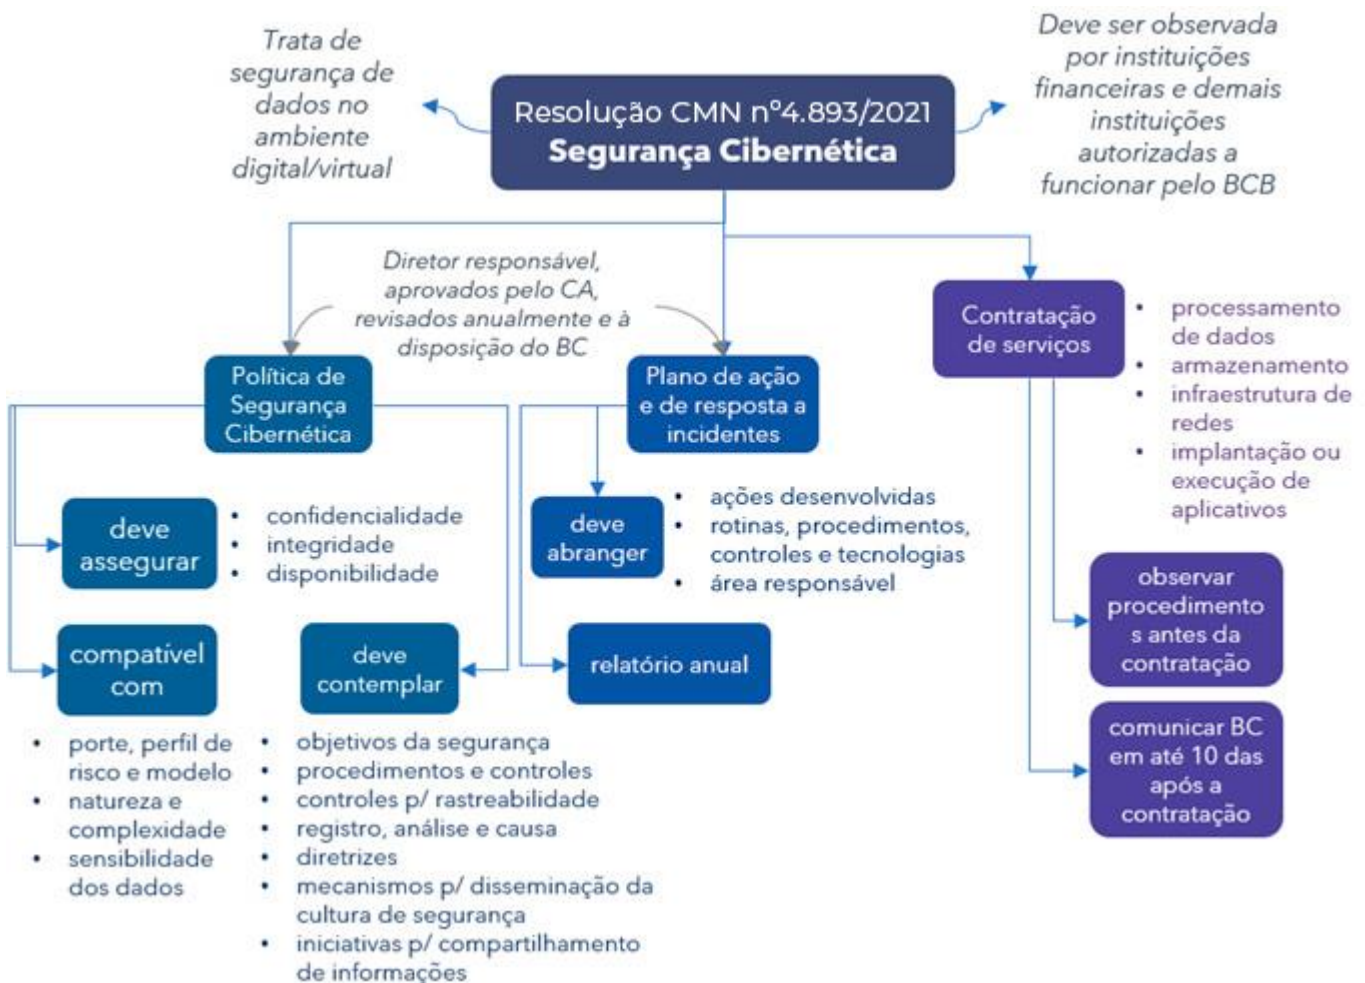 Trata de
segurança de
dados no
ambiente
digital/virtual
Resolução CMN nº4.893/2021
Segurança Cibernética
Deve ser observada
por instituições
financeiras e demais
instituições
autorizadas a
funcionar pelo BCB
Diretor responsável,
aprovados pelo CA,
revisados anualmente e à
disposição do BC
Política de
Segurança
Cibernética
Plano de ação
e de resposta a
incidentes
Contratação
de serviços
• processamento
de dados
• armazenamento
• infraestrutura de
redes
• implantação ou
execução de
aplicativos
deve
assegurar
• confidencialidade
• integridade
• disponibilidade
deve
abranger
• ações desenvolvidas
• rotinas, procedimentos,
controles e tecnologias
• área responsável
observar
procedimento
s antes da
contratação
compatível
com
deve
contemplar
relatório anual
comunicar BC
em até 10 das
após a
contratação
• porte, perfil de
risco e modelo
• natureza e
complexidade
• sensibilidade
dos dados
• objetivos da segurança
• procedimentos e controles
• controles p/ rastreabilidade
• registro, análise e causa
• diretrizes
• mecanismos p/ disseminação da
cultura de segurança
• iniciativas p/ compartilhamento
de informações